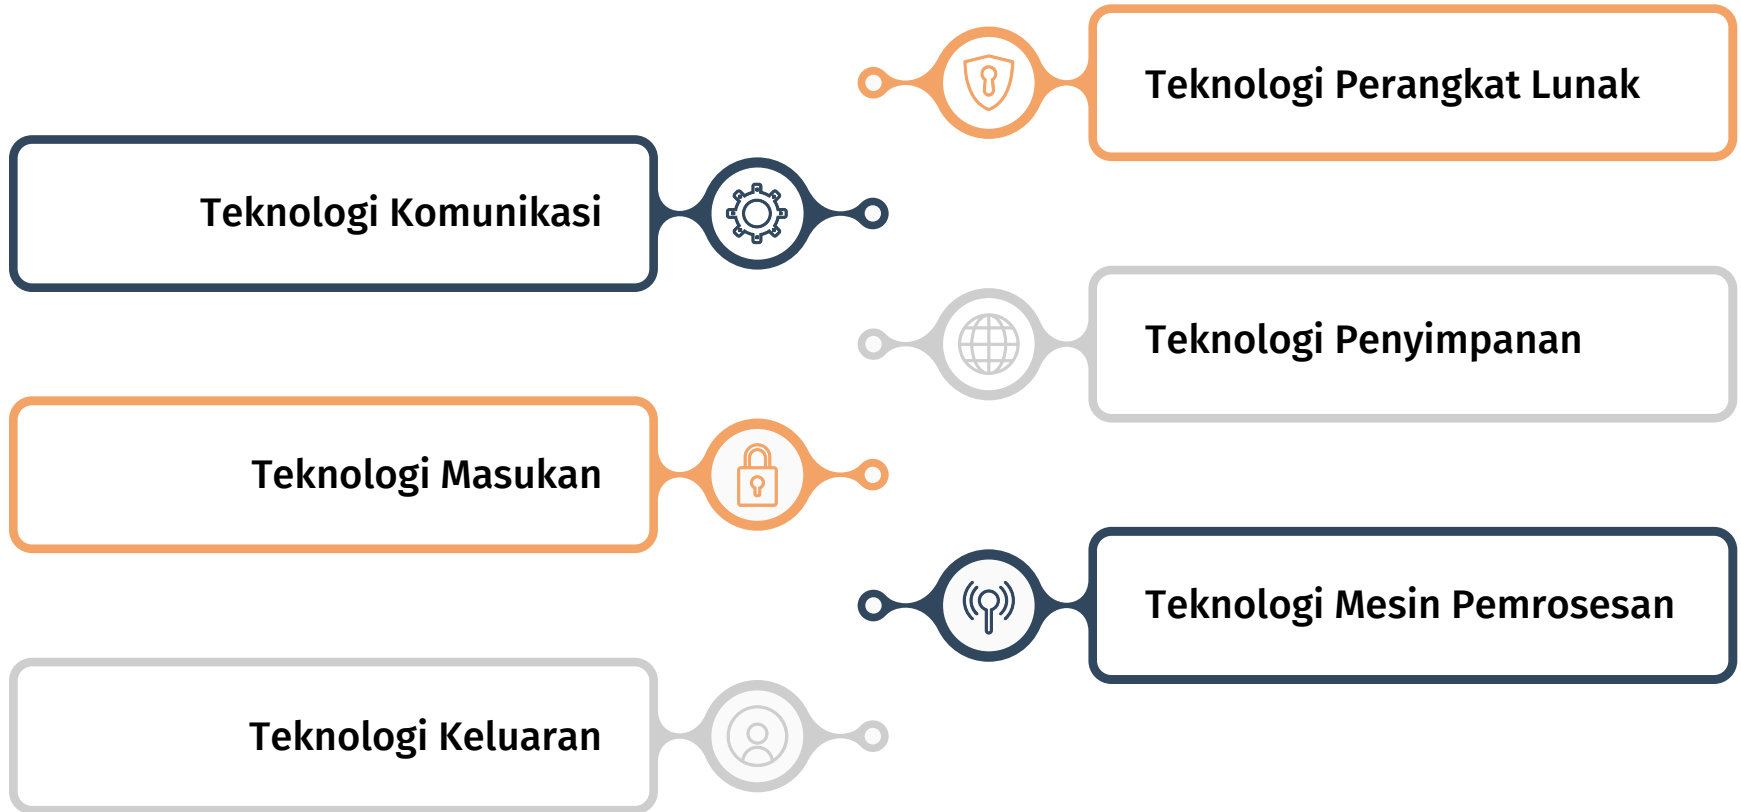 Teknologi Perangkat Lunak
Teknologi Komunikasi
Teknologi Penyimpanan
Teknologi Masukan
Teknologi Mesin Pemrosesan
Teknologi Keluaran